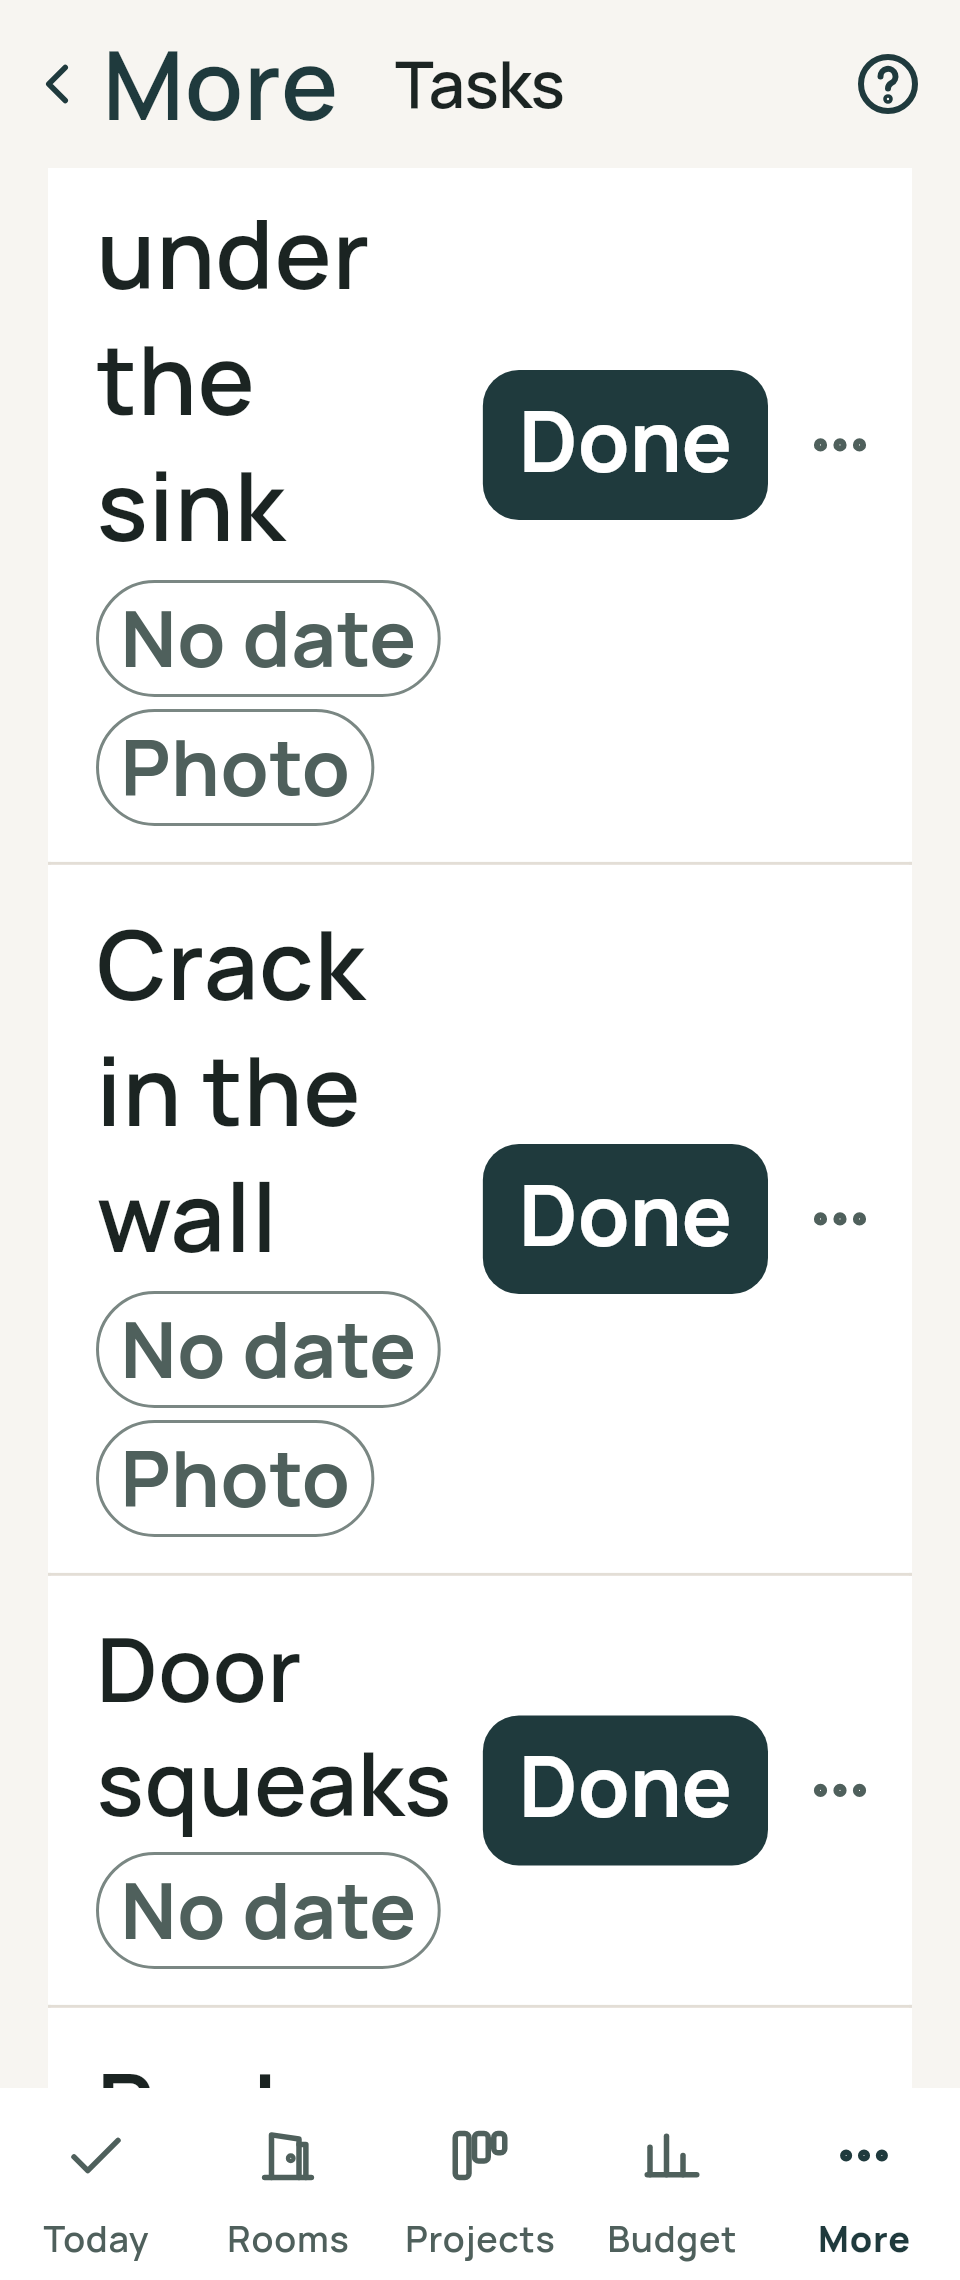 More Tasks
under
the
sink
Done
No date
Photo
Crack
in the
wall
Done
No date
Photo
Door
squeaks
Done
No date
Today
Rooms
Projects
Budget
More